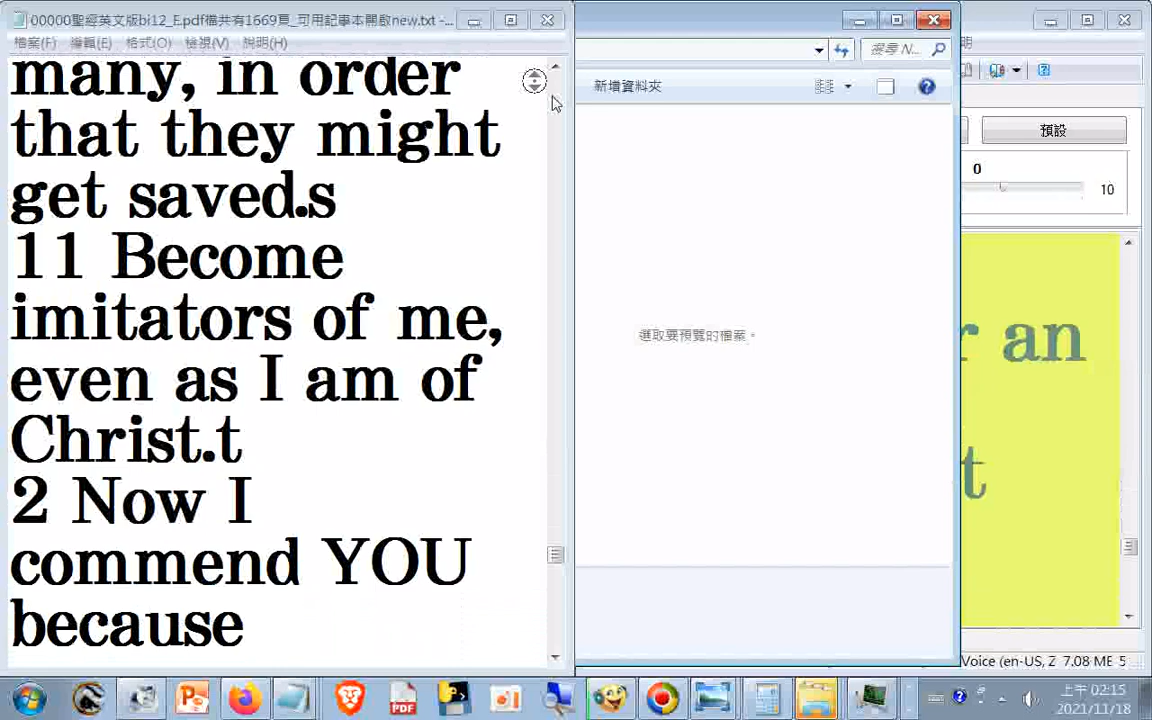 00000聖經英文版bi12_E.pdf檔共有1669頁_可用記事本開啟new.txt -...
檔案(F) 編輯(E) 格式(O) 檢視(V) 說明(H)
many, in order
that they might
get saved.s
11 Become
imitators of me,
even as I am of
Christ.t
2 Now I
commend YOU
because
搜尋 N...
新增資料夾
選取要預覽的檔案。
明
預設
0
10
r an
t
Voice (en-US, Z 7.08 ME 5
上午 02:15
2021/11/18